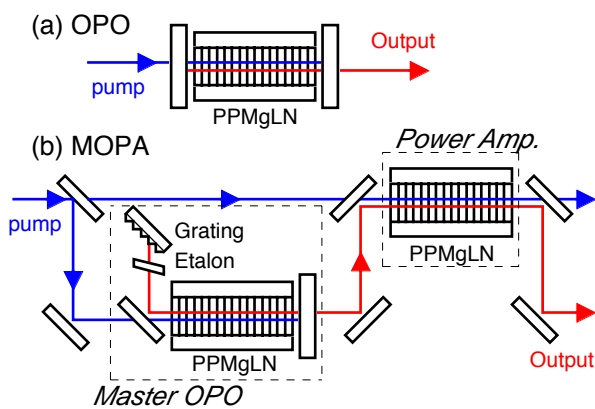 (a) OPO
Output
pump
PPMgLN
(b) MOPA
Power Amp.
pump
Grating
Etalon
PPMgLN
PPMgLN
Output
Master OPO